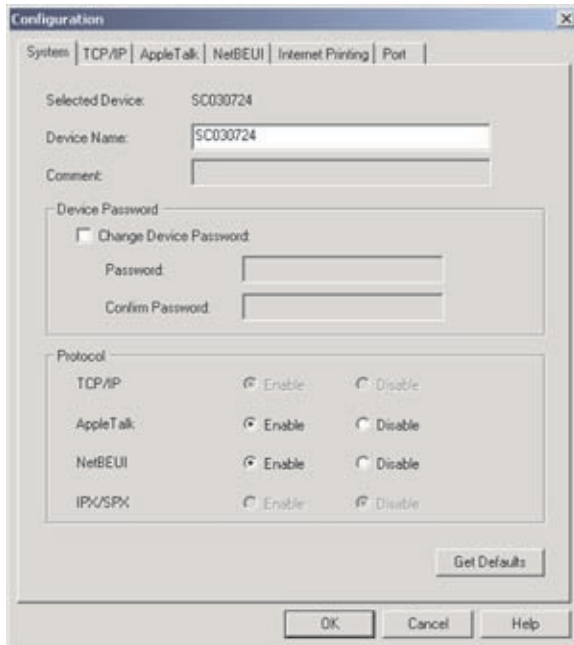 Configuration
System TCP/IP AppleTalk NetBEUI Internet Printing Port
Selected Device: SC030724
Device Name: SC030724
Comment:
Device Password
Change Device Password:
Password:
Confirm Password:
Protocol
TCP/IP Enable Disable
AppleTalk Enable Disable
NetBEUI Enable Disable
IPX/SPX Enable Disable
Get Defaults
OK Cancel Help